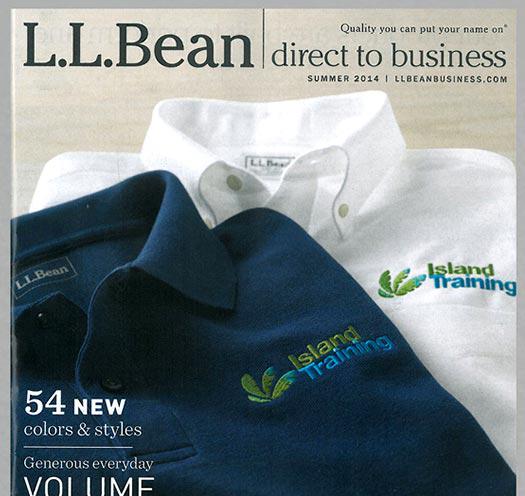 L.L.Bean
Quality you can put your name on®
direct to business
SUMMER 2014 | LLBEANBUSINESS.COM
L.L.Bean
L.L.Bean
Island
Training
Island
Training
54 NEW
colors & styles
Generous everyday
VOLUME